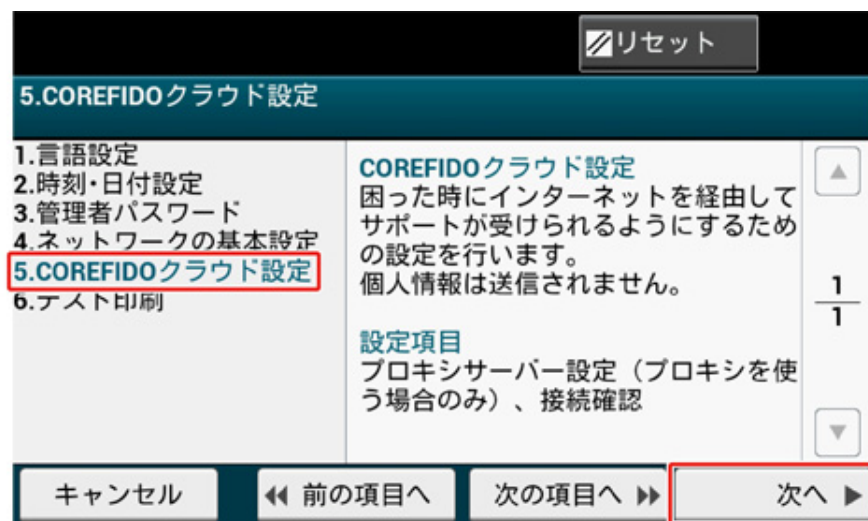 リセット
5.COREFIDOクラウド設定
1.言語設定
2.時刻・日付設定
3.管理者パスワード
4.ネットワークの基本設定
5.COREFIDOクラウド設定
6.テスト印刷
COREFIDOクラウド設定
困った時にインターネットを経由して
サポートが受けられるようにするため
の設定を行います。
個人情報は送信されません。
設定項目
プロキシサーバー設定（プロキシを使
う場合のみ）、接続確認
1
1
キャンセル
前の項目へ
次の項目へ
次へ